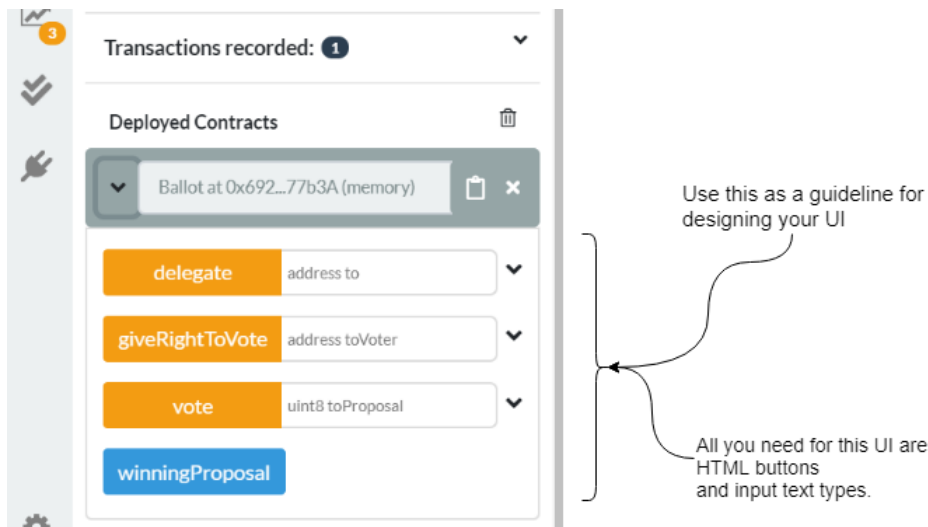 3
Transactions recorded: 1
Deployed Contracts
Ballot at 0x692...77b3A (memory)
delegate address to
giveRightToVote address toVoter
vote uint8 toProposal
winningProposal
Use this as a guideline for
designing your UI
All you need for this UI are
HTML buttons
and input text types.